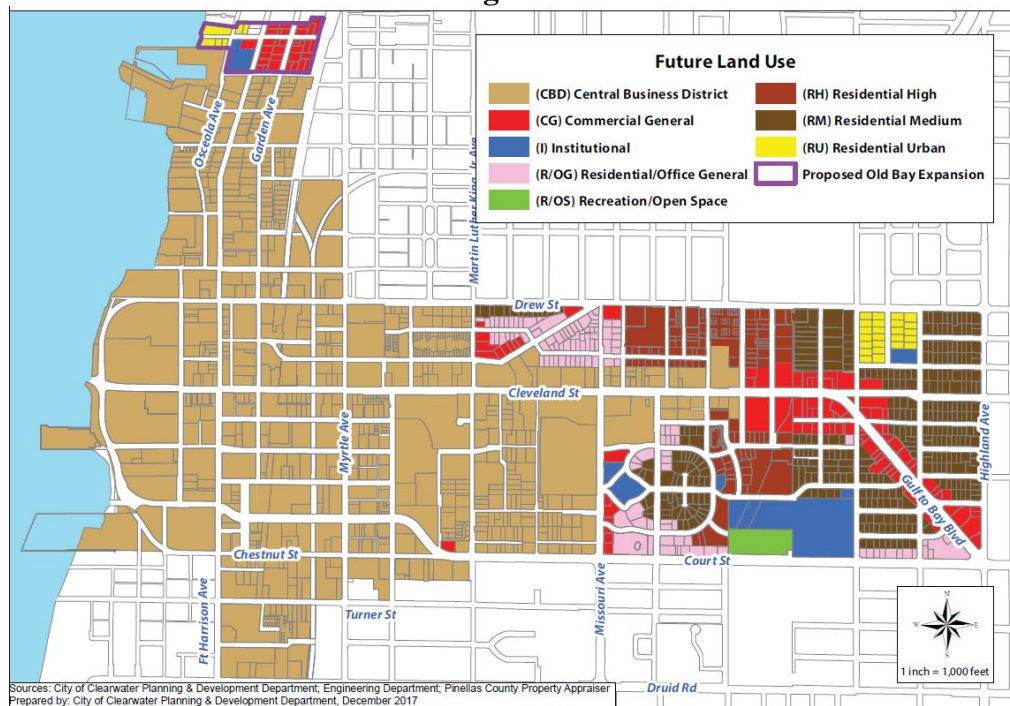 Future Land Use
(CBD) Central Business District
(CG) Commercial General
(I) Institutional
(R/OG) Residential/Office General
(R/OS) Recreation/Open Space
(RH) Residential High
(RM) Residential Medium
(RU) Residential Urban
Proposed Old Bay Expansion
Osceola Ave
Garden Ave
Martin Luther King, Jr. Ave
Drew St
Cleveland St
Myrtle Ave
Highland Ave
Gulf to Bay Blvd
Chestnut St
Court St
Ft Harrison Ave
Turner St
Missouri Ave
Druid Rd
N
W E
S
1 inch = 1,000 feet
Sources: City of Clearwater Planning & Development Department; Engineering Department; Pinellas County Property Appraiser
Prepared by: City of Clearwater Planning & Development Department, December 2017